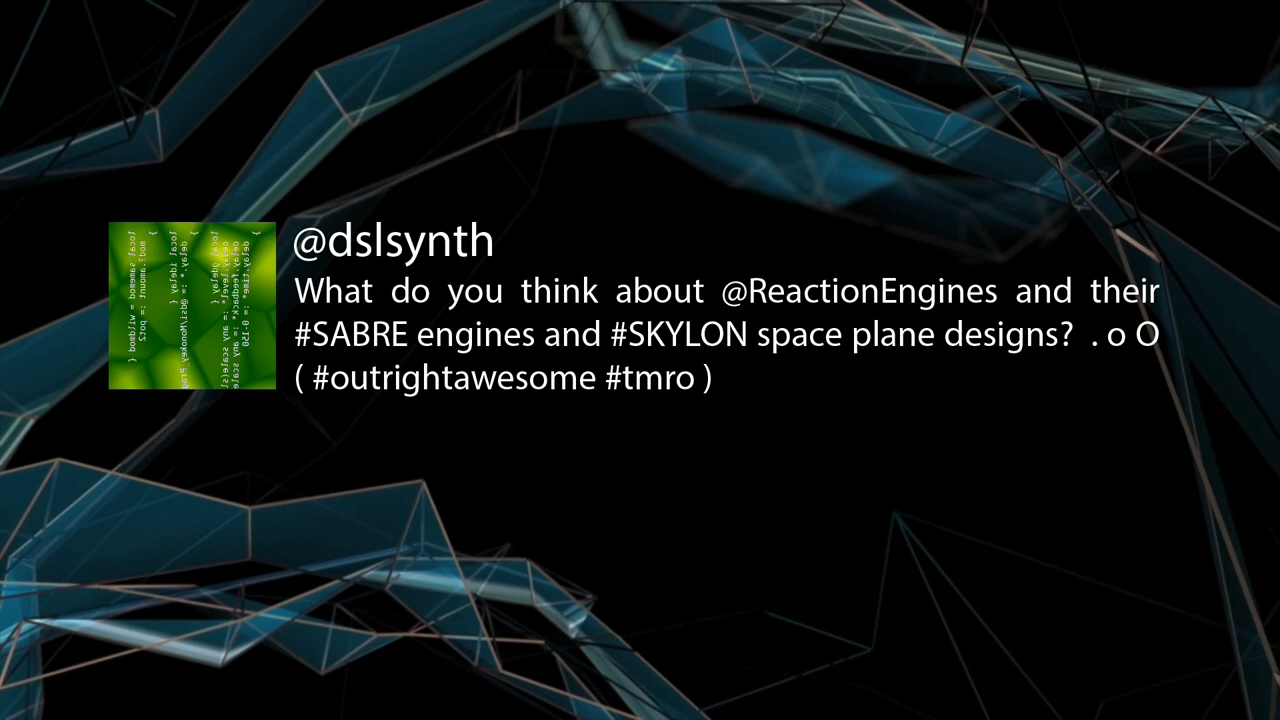 @dslsynth
What do you think about @ReactionEngines and their
#SABRE engines and #SKYLON space plane designs? . o O
( #outrightawesome #tmro )